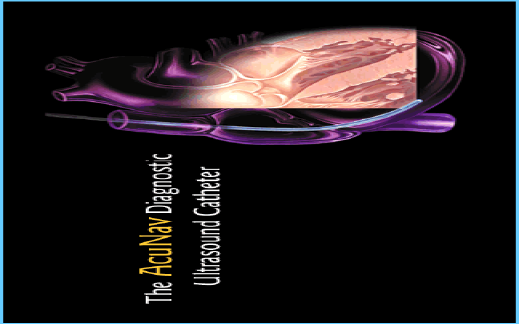 The AcuNav Diagnostic
Ultrasound Catheter